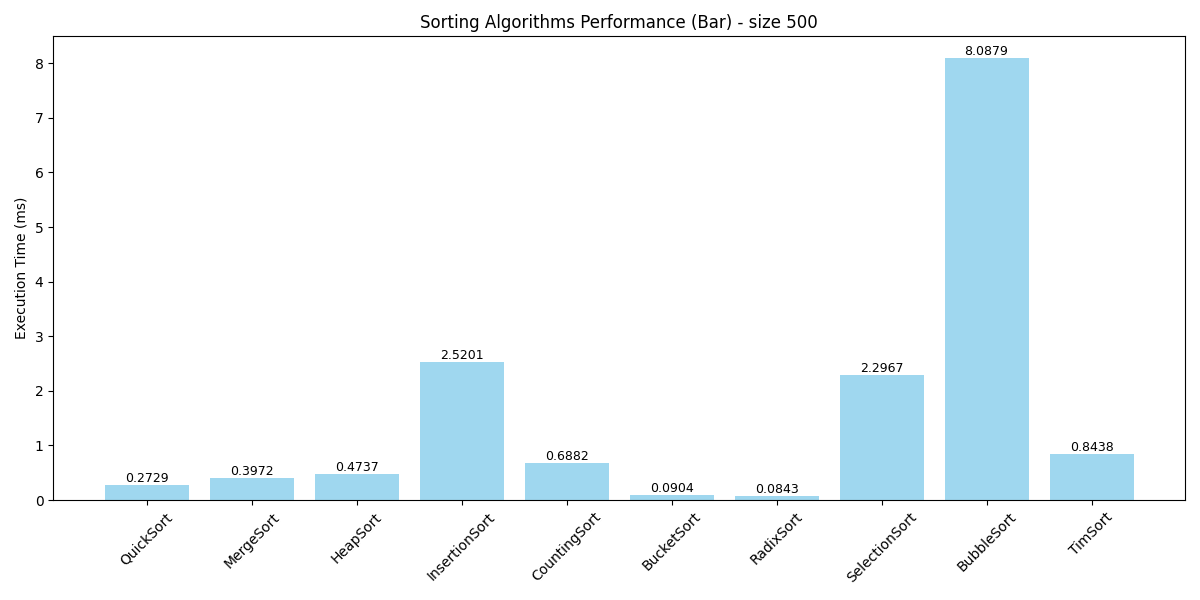 Sorting Algorithms Performance (Bar) - size 500
Execution Time (ms)
8
7
6
5
4
3
2
1
0
0.2729
0.3972
0.4737
2.5201
0.6882
0.0904
0.0843
2.2967
8.0879
0.8438
QuickSort
MergeSort
HeapSort
InsertionSort
CountingSort
BucketSort
RadixSort
SelectionSort
BubbleSort
TimSort